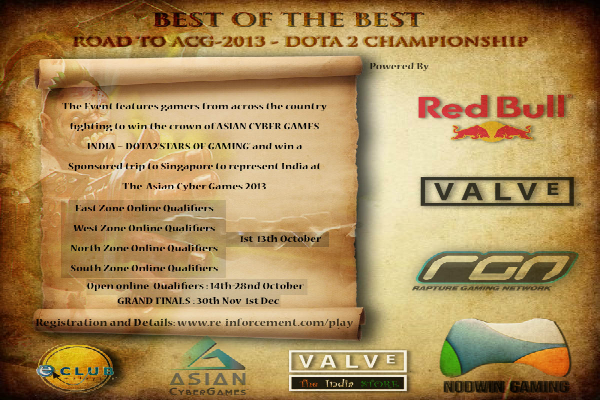 BEST OF THE BEST
ROAD TO ACG-2013 - DOTA 2 CHAMPIONSHIP
Powered By
The Event features gamers from across the country
fighting to win the crown of ASIAN CYBER GAMES
INDIA - DOTA2 STARS OF GAMING and win a
Sponsored trip to Singapore to represent India at
The Asian Cyber Games 2013
East Zone Online Qualifiers
West Zone Online Qualifiers
North Zone Online Qualifiers
South Zone Online Qualifiers
1st 13th October
Open online Qualifiers : 14th-28nd October
GRAND FINALS . 30th Nov 1st Dec
Registration and Details: www.re inforcement.com/play
Red Bull
VALVE
RGN
RAPTURE GAMING NETWORK
e CLUB
ASIAN
CYBERGAMES
VALVE
The India STORE
NODWIN GAMING